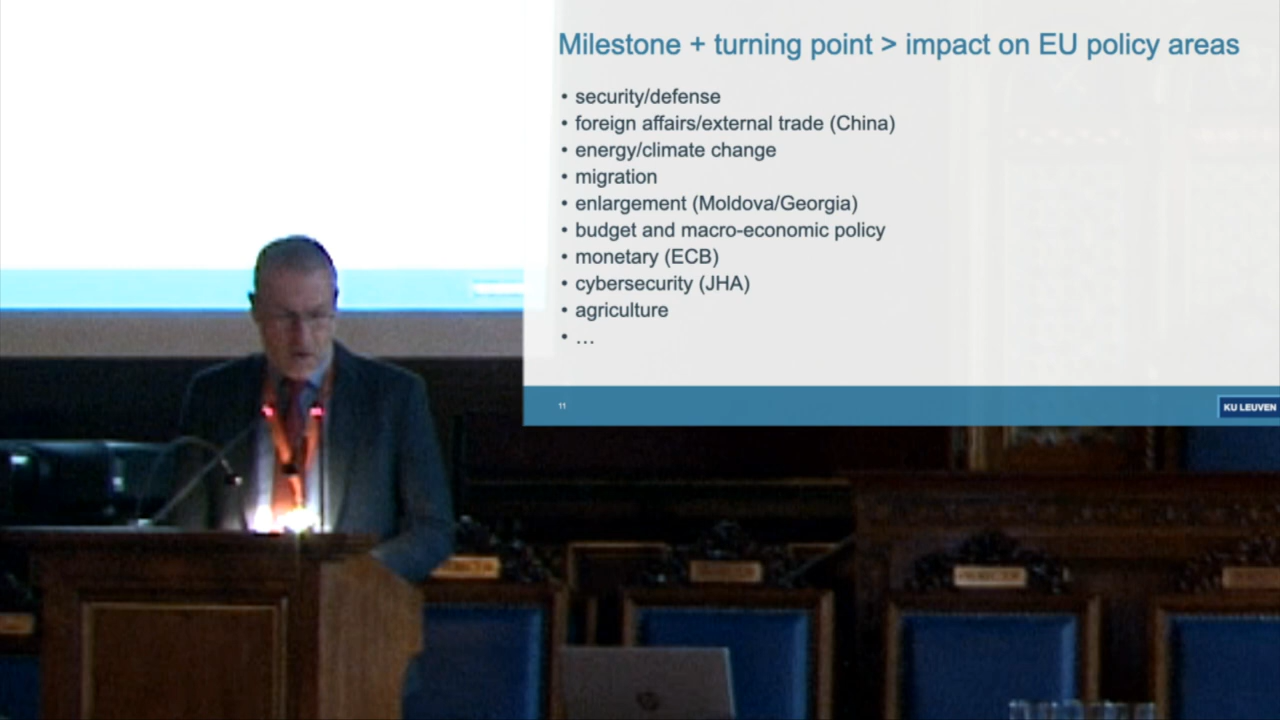 Milestone + turning point > impact on EU policy areas
• security/defense
• foreign affairs/external trade (China)
• energy/climate change
• migration
• enlargement (Moldova/Georgia)
• budget and macro-economic policy
• monetary (ECB)
• cybersecurity (JHA)
• agriculture
• …
11
KU LEUVEN